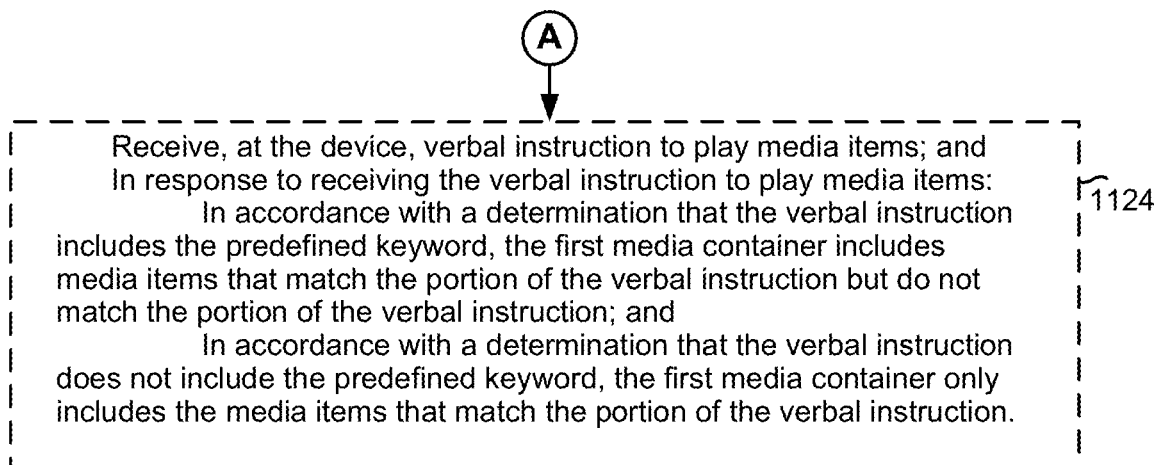 A
Receive, at the device, verbal instruction to play media items; and
In response to receiving the verbal instruction to play media items:
In accordance with a determination that the verbal instruction
includes the predefined keyword, the first media container includes
media items that match the portion of the verbal instruction but do not
match the portion of the verbal instruction; and
In accordance with a determination that the verbal instruction
does not include the predefined keyword, the first media container only
includes the media items that match the portion of the verbal instruction.
1124